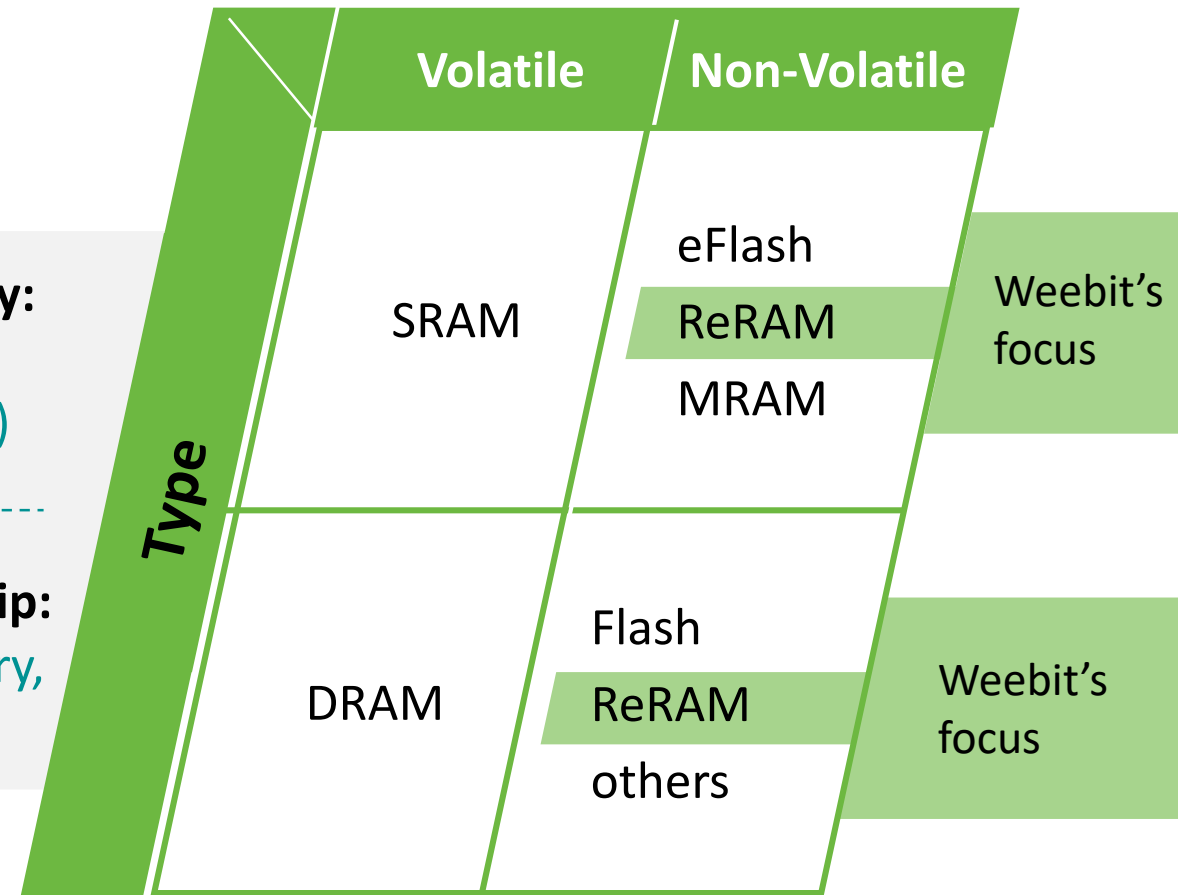 Volatile
Non-Volatile
Type
SRAM
eFlash
ReRAM
MRAM
Weebit’s
focus
DRAM
Flash
ReRAM
others
Weebit’s
focus
y:
)
ip:
ry,